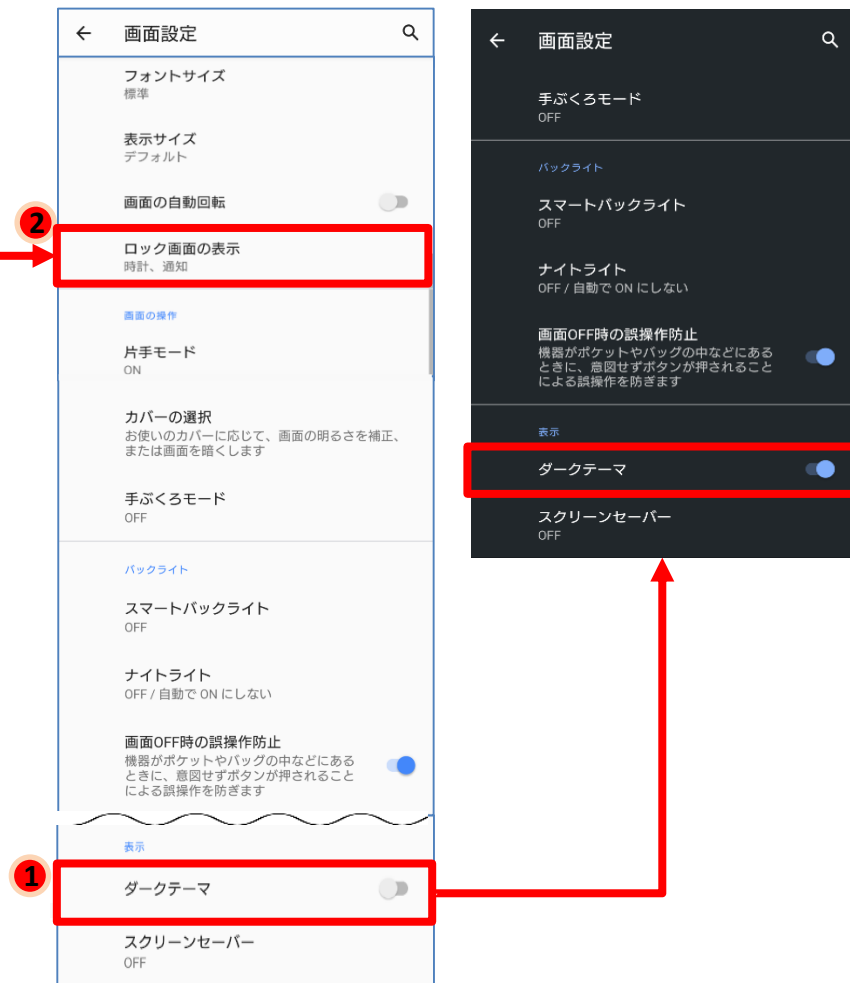 画面設定
フォントサイズ
標準
表示サイズ
デフォルト
画面の自動回転
2
ロック画面の表示
時計、通知
画面の操作
片手モード
ON
カバーの選択
お使いのカバーに応じて、画面の明るさを補正、
または画面を暗くします
手ぶくろモード
OFF
バックライト
スマートバックライト
OFF
ナイトライト
OFF / 自動で ON にしない
画面OFF時の誤操作防止
機器がポケットやバッグの中などにある
ときに、意図せずボタンが押されること
による誤操作を防ぎます
表示
1
ダークテーマ
スクリーンセーバー
OFF
画面設定
手ぶくろモード
OFF
バックライト
スマートバックライト
OFF
ナイトライト
OFF / 自動で ON にしない
画面OFF時の誤操作防止
機器がポケットやバッグの中などにある
ときに、意図せずボタンが押されること
による誤操作を防ぎます
表示
ダークテーマ
スクリーンセーバー
OFF